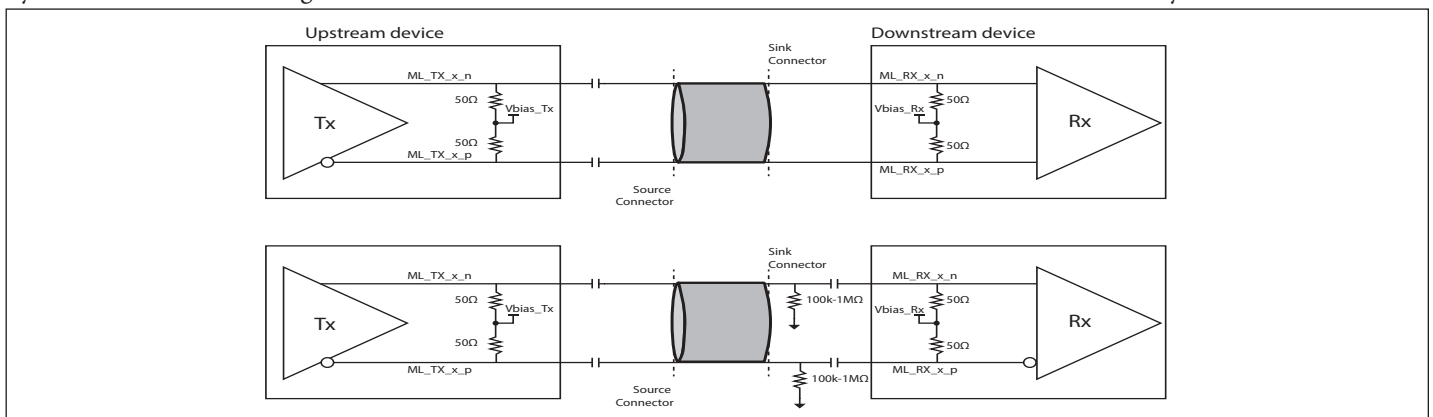 Upstream device
Downstream device
Sink
Connector
ML_TX_x_n
ML_RX_x_n
50Ω
Vbias_Tx
50Ω
Vbias_Rx
Tx
Rx
50Ω
50Ω
ML_TX_x_p
ML_RX_x_p
Source
Connector
Sink
Connector
ML_TX_x_n
ML_RX_x_n
50Ω
Vbias_Tx
100k-1MΩ
50Ω
Vbias_Rx
Tx
Rx
50Ω
50Ω
ML_TX_x_p
100k-1MΩ
ML_RX_x_p
Source
Connector